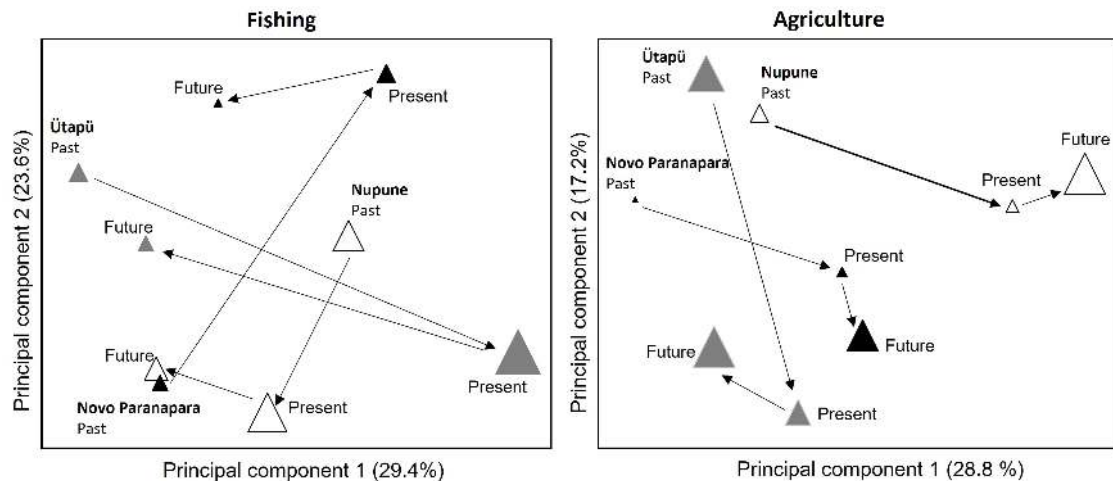 Fishing
Principal component 2 (23.6%)
Future
Present
Ütapü
Past
Nupune
Past
Future
Future
Present
Novo Paranapara
Past
Present
Principal component 1 (29.4%)
Agriculture
Principal component 2 (17.2%)
Ütapü
Past
Nupune
Past
Future
Novo Paranapara
Past
Present
Present
Future
Future
Present
Principal component 1 (28.8 %)